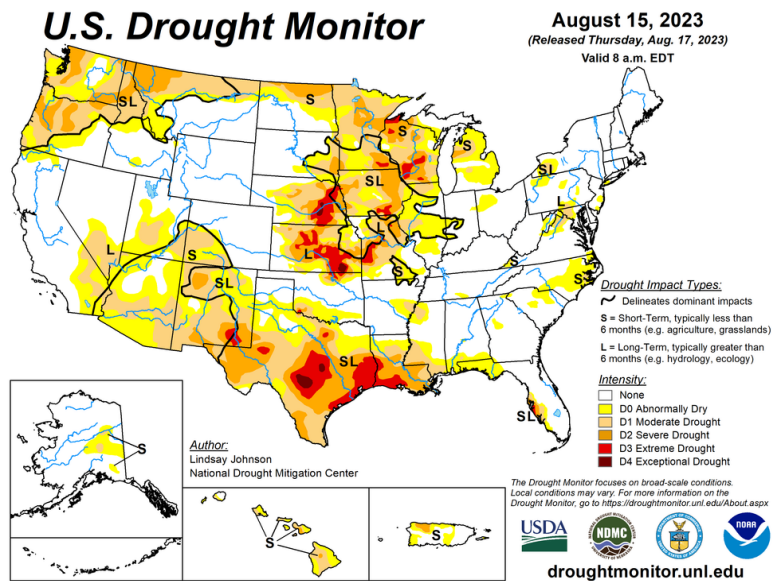 U.S. Drought Monitor
August 15, 2023
(Released Thursday, Aug. 17, 2023)
Valid 8 a.m. EDT
SL
S
S
S
SL
SL
L
L
S
L
L
SL
S
S
S
SL
SL
S
S
S
Drought Impact Types:
Delineates dominant impacts
S = Short-Term, typically less than
6 months (e.g. agriculture, grasslands)
L = Long-Term, typically greater than
6 months (e.g. hydrology, ecology)
Intensity:
None
D0 Abnormally Dry
D1 Moderate Drought
D2 Severe Drought
D3 Extreme Drought
D4 Exceptional Drought
Author:
Lindsay Johnson
National Drought Mitigation Center
The Drought Monitor focuses on broad-scale conditions.
Local conditions may vary. For more information on the
Drought Monitor, go to https://droughtmonitor.unl.edu/About.aspx
USDA
NDMC
NOAA
droughtmonitor.unl.edu